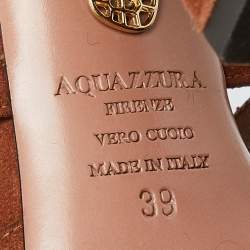 AQUAZZURA
FIRENZE
VERO CUOIO
MADE IN ITALY
39